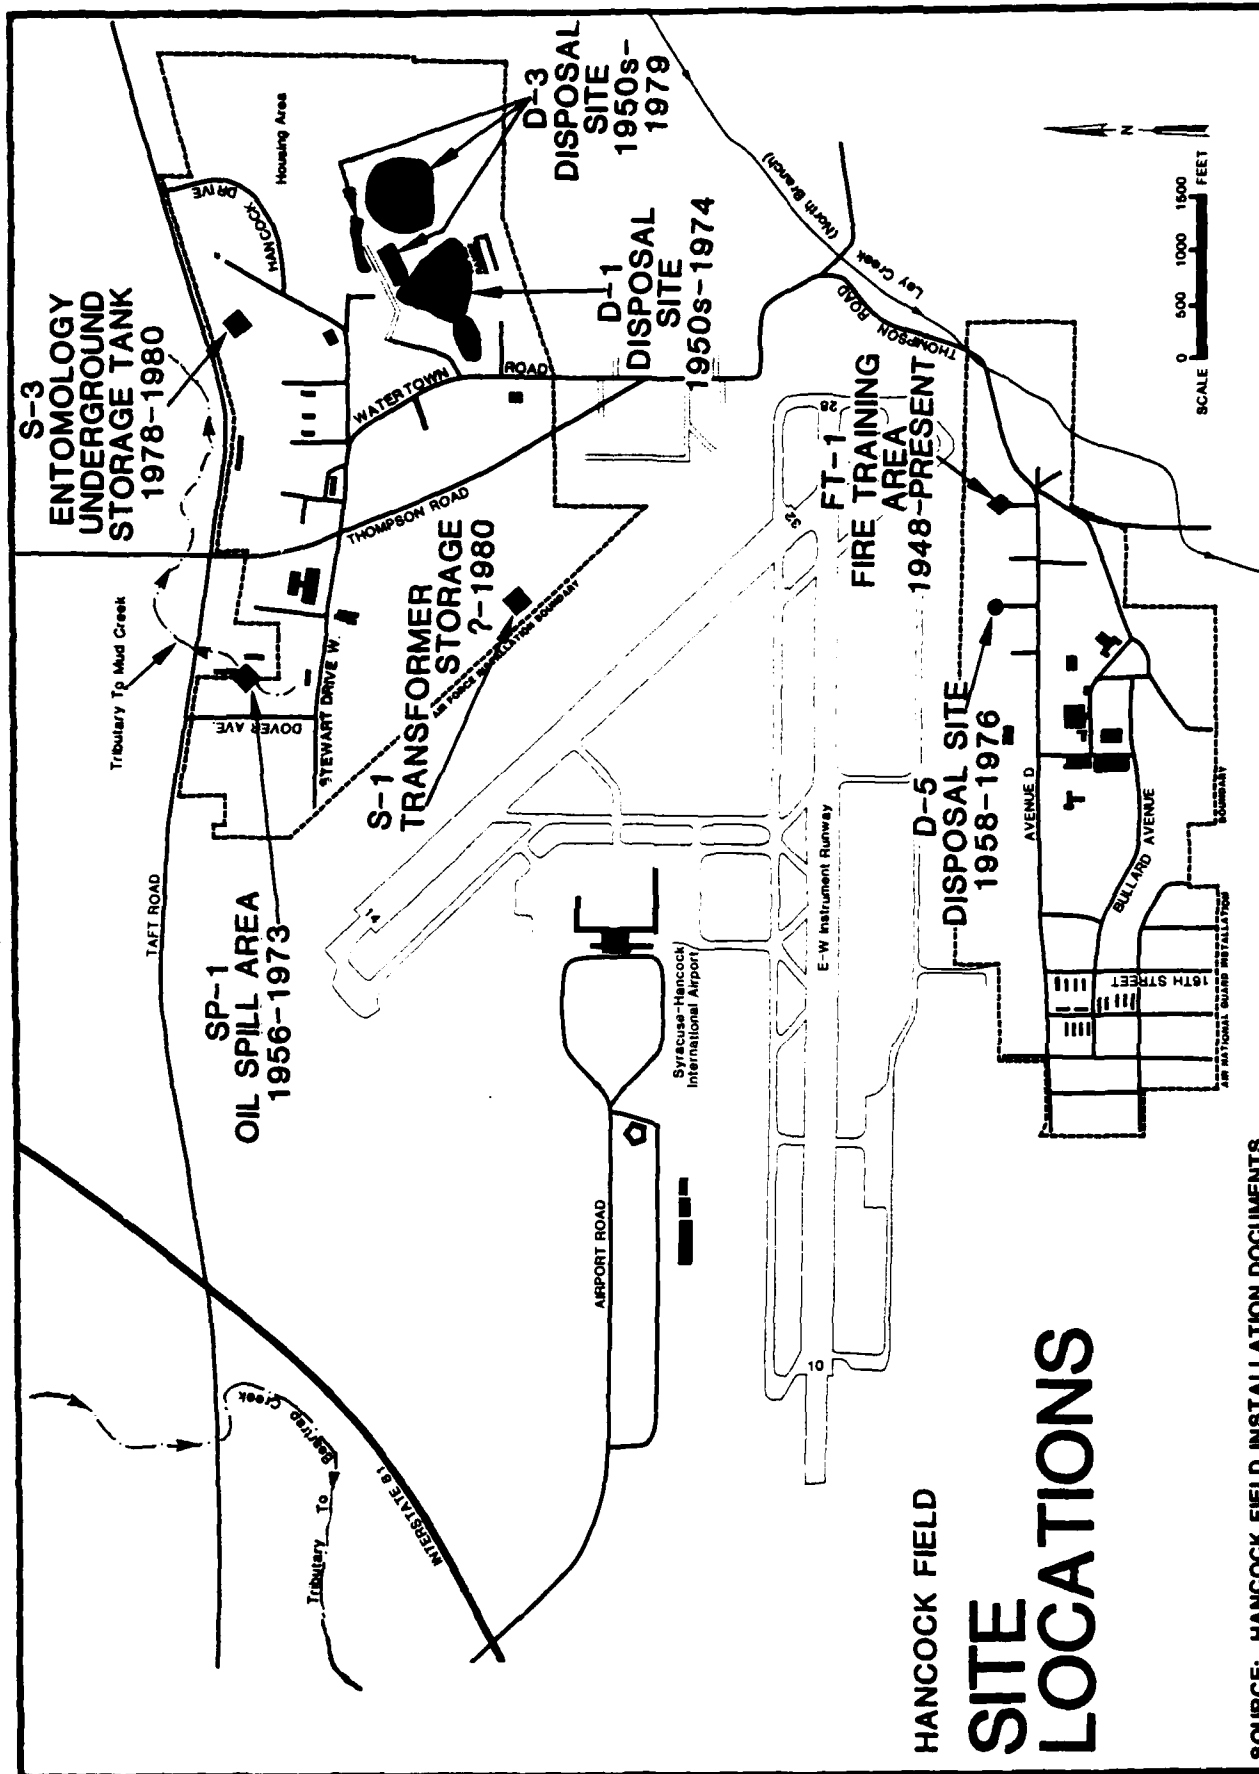 S-3
ENTOMOLOGY
UNDERGROUND
STORAGE TANK
1978-1980
Housing Area
HANCOCK DRIVE
D-3
DISPOSAL
SITE
1950s-
1979
D-1
DISPOSAL
SITE
1950s-1974
WATERTOWN ROAD
THOMPSON ROAD
Tributary To Mud Creek
TAFT ROAD
DOVER AVE.
STEWART DRIVE W.
SP-1
OIL SPILL AREA
1956-1973
S-1
TRANSFORMER
STORAGE
?-1980
AIR FORCE INSTALLATION BOUNDARY
INTERSTATE 81
Tributary To Beartrap Creek
AIRPORT ROAD
Syracuse-Hancock
International Airport
14
32
28
10
E-W Instrument Runway
Ley Creek
(North Branch)
THOMPSON ROAD
FT-1
FIRE TRAINING
AREA
1948-PRESENT
D-5
DISPOSAL SITE
1958-1976
AVENUE D
BULLARD AVENUE
16TH STREET
AIR NATIONAL GUARD INSTALLATION
BOUNDARY
N
0 500 1000 1500
SCALE FEET
HANCOCK FIELD
SITE
LOCATIONS
SOURCE: HANCOCK FIELD INSTALLATION DOCUMENTS